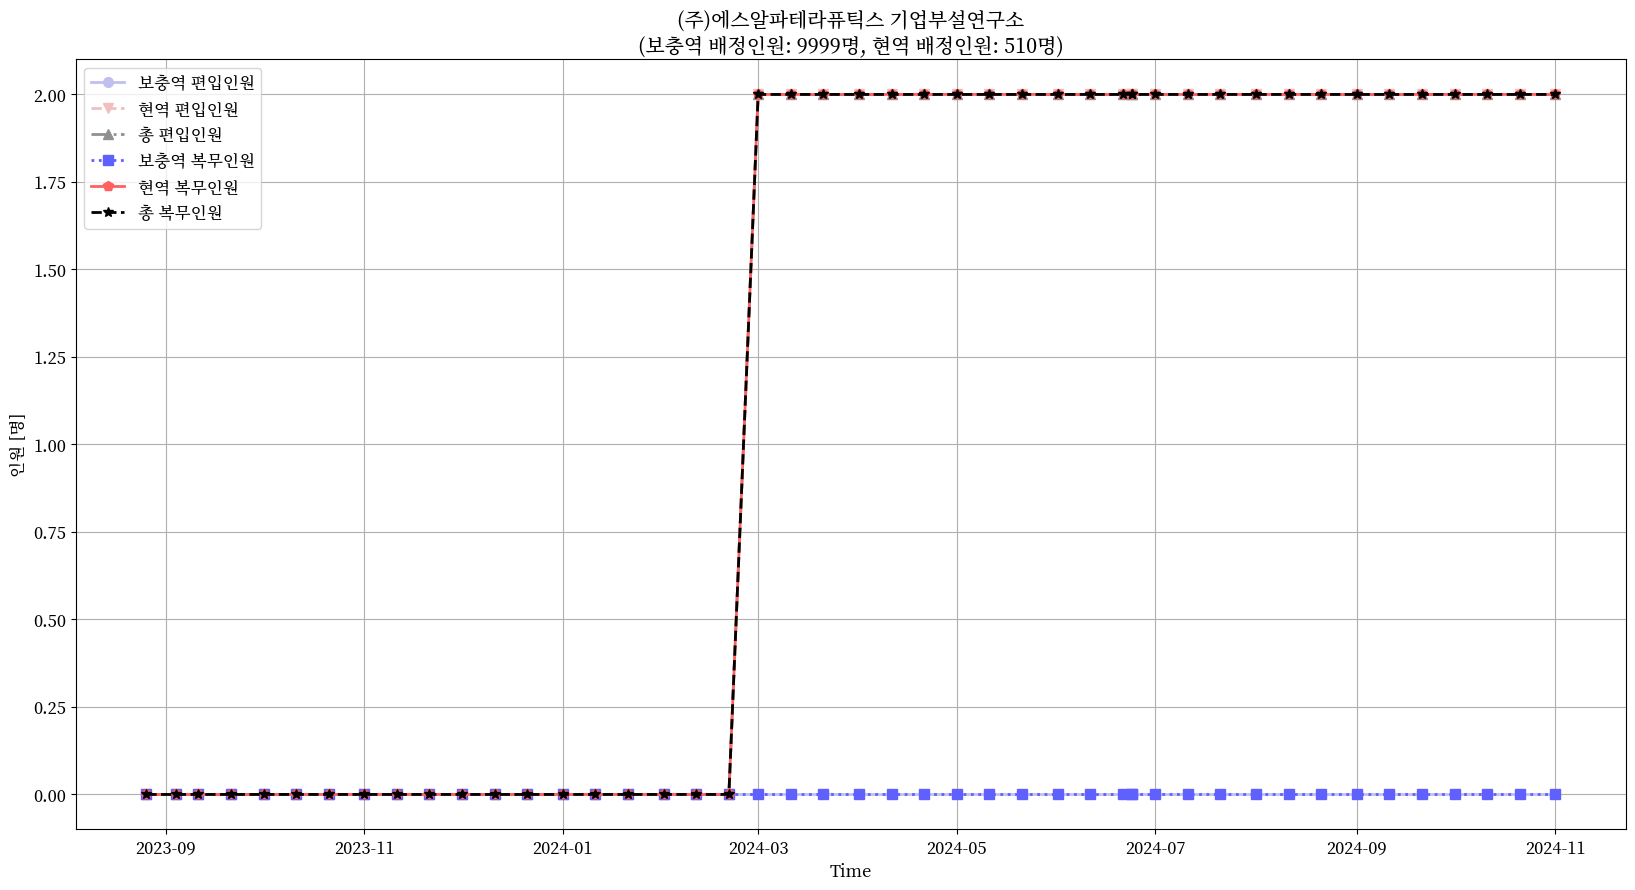 (주)에스알파테라퓨틱스 기업부설연구소
(보충역 배정인원: 9999명, 현역 배정인원: 510명)
보충역 편입인원
현역 편입인원
총 편입인원
보충역 복무인원
현역 복무인원
총 복무인원
2.00
1.75
1.50
1.25
1.00
0.75
0.50
0.25
0.00
인원 [명]
2023-09 2023-11 2024-01 2024-03 2024-05 2024-07 2024-09 2024-11
Time